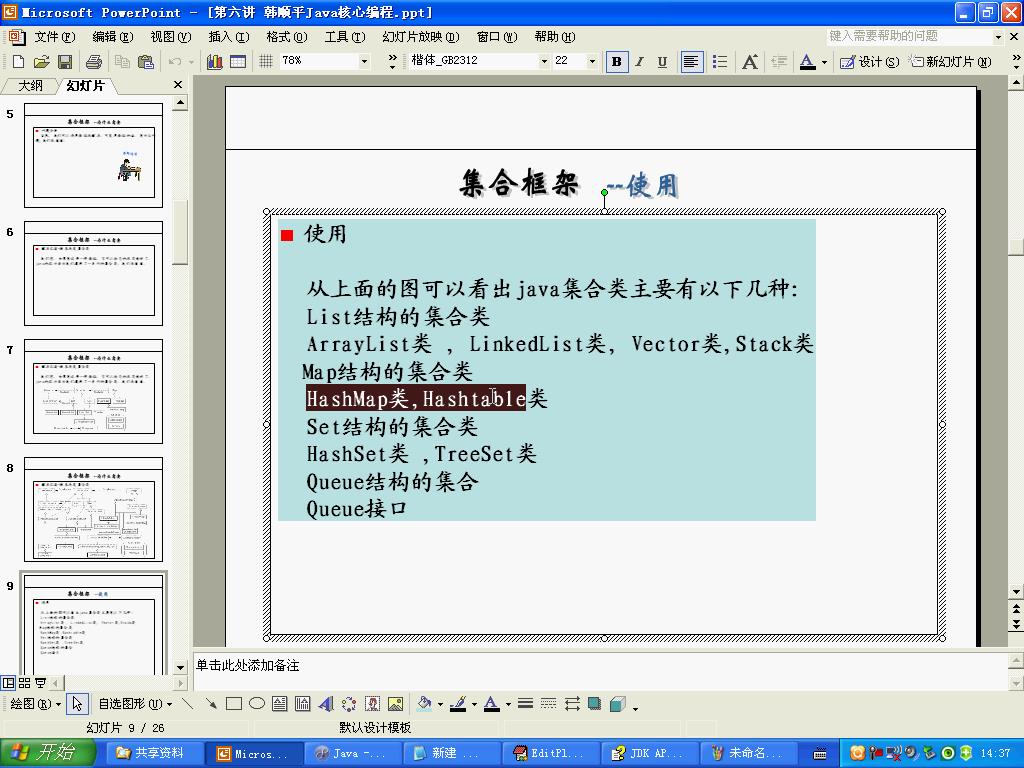 Microsoft PowerPoint - [第六讲 韩顺平Java核心编程.ppt]
文件(F) 编辑(E) 视图(V) 插入(I) 格式(O) 工具(T) 幻灯片放映(D) 窗口(W) 帮助(H) 键入需要帮助的问题
78% 楷体_GB2312 22 B I U A A 设计(S) 新幻灯片(N)
大纲 幻灯片
5
6
7
8
9
集合框架 --使用
使用
从上面的图可以看出java集合类主要有以下几种:
List结构的集合类
ArrayList类 , LinkedList类, Vector类,Stack类
Map结构的集合类
HashMap类,Hashtable类
Set结构的集合类
HashSet类 ,TreeSet类
Queue结构的集合
Queue接口
单击此处添加备注
绘图(R) 自选图形(U)
幻灯片 9 / 26 默认设计模板
开始 共享资料 Micros... Java -... 新建 ... EditPl... JDK AP... 未命名... 14:37